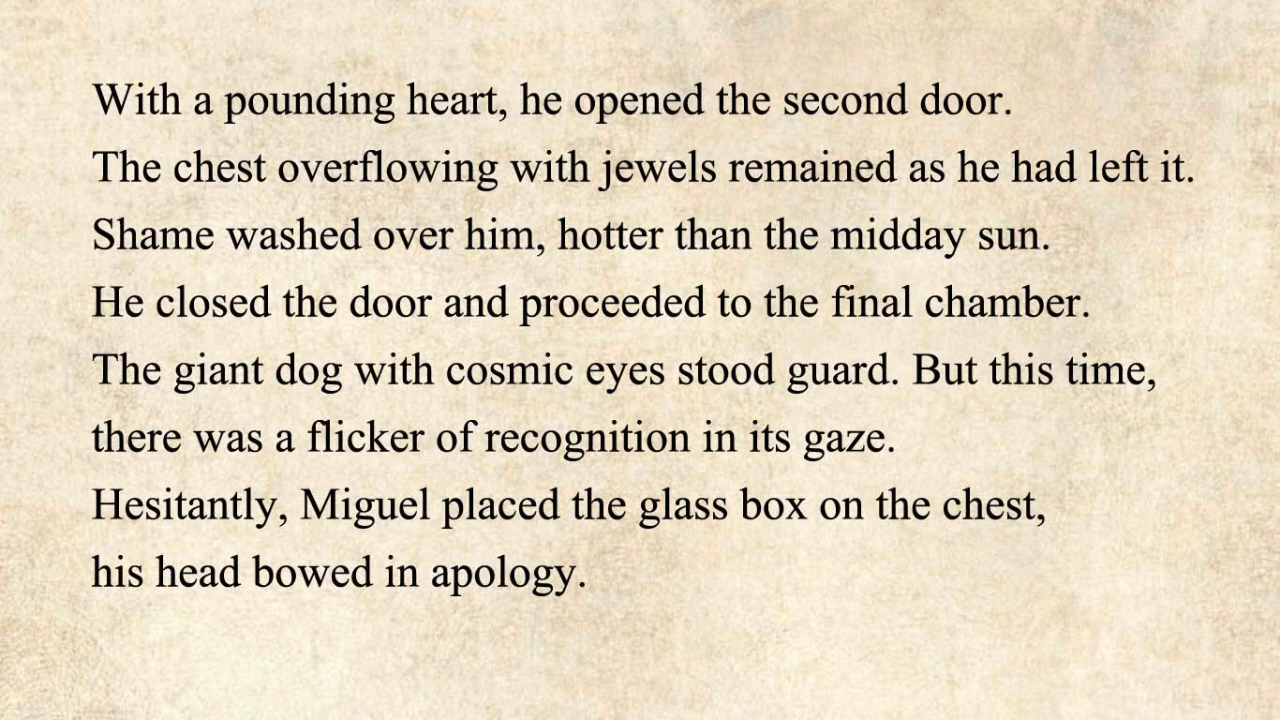 With a pounding heart, he opened the second door.
The chest overflowing with jewels remained as he had left it.
Shame washed over him, hotter than the midday sun.
He closed the door and proceeded to the final chamber.
The giant dog with cosmic eyes stood guard. But this time,
there was a flicker of recognition in its gaze.
Hesitantly, Miguel placed the glass box on the chest,
his head bowed in apology.